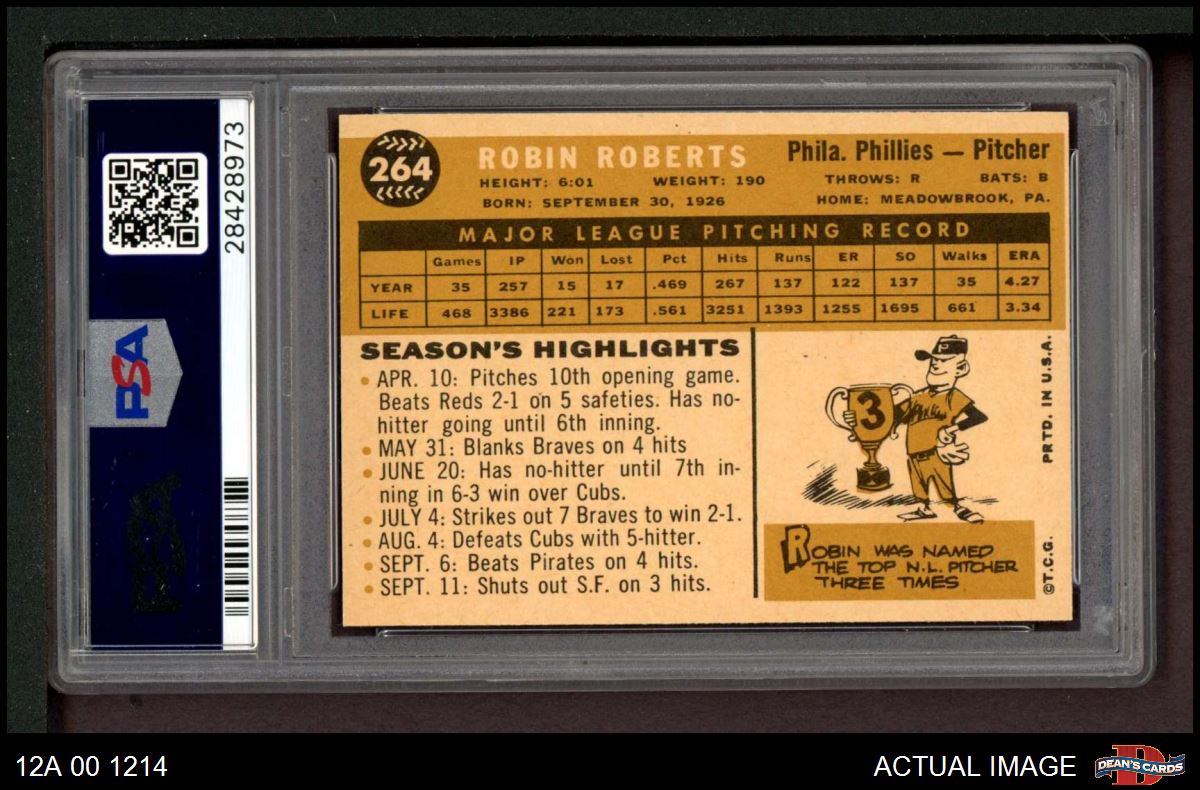 28428973
PSA
264
ROBIN ROBERTS
Phila. Phillies — Pitcher
HEIGHT: 6:01 WEIGHT: 190 THROWS: R BATS: B
BORN: SEPTEMBER 30, 1926 HOME: MEADOWBROOK, PA.
MAJOR LEAGUE PITCHING RECORD
Games IP Won Lost Pct Hits Runs ER SO Walks ERA
YEAR 35 257 15 17 .469 267 137 122 137 35 4.27
LIFE 468 3386 221 173 .561 3251 1393 1255 1695 661 3.34
SEASON'S HIGHLIGHTS
• APR. 10: Pitches 10th opening game.
Beats Reds 2-1 on 5 safeties. Has no-
hitter going until 6th inning.
• MAY 31: Blanks Braves on 4 hits
• JUNE 20: Has no-hitter until 7th in-
ning in 6-3 win over Cubs.
• JULY 4: Strikes out 7 Braves to win 2-1.
• AUG. 4: Defeats Cubs with 5-hitter.
• SEPT. 6: Beats Pirates on 4 hits.
• SEPT. 11: Shuts out S.F. on 3 hits.
P
3
Phillies
ROBIN WAS NAMED
THE TOP N.L. PITCHER
THREE TIMES
©T.C.G. PRTD. IN U.S.A.
12A 00 1214
ACTUAL IMAGE
D
DEAN'S CARDS